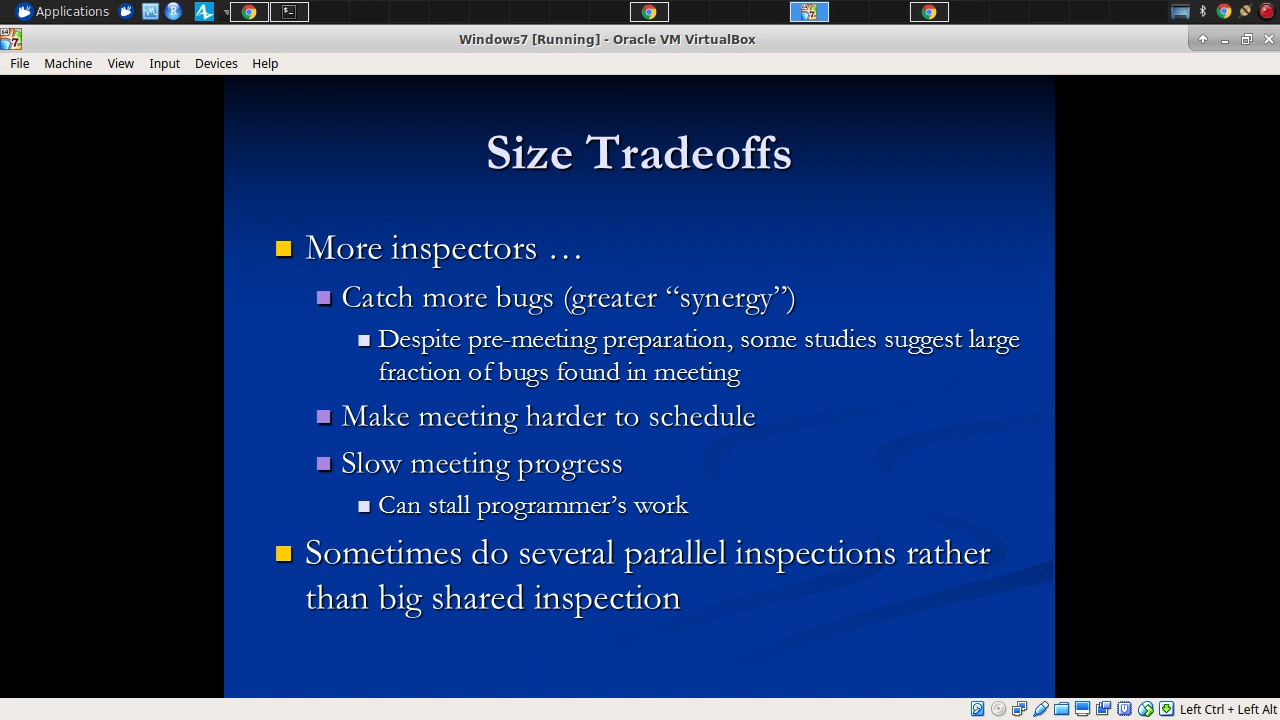 Applications
Windows7 [Running] - Oracle VM VirtualBox
File Machine View Input Devices Help
Size Tradeoffs
More inspectors …
Catch more bugs (greater “synergy”)
Despite pre-meeting preparation, some studies suggest large
fraction of bugs found in meeting
Make meeting harder to schedule
Slow meeting progress
Can stall programmer’s work
Sometimes do several parallel inspections rather
than big shared inspection
Left Ctrl + Left Alt